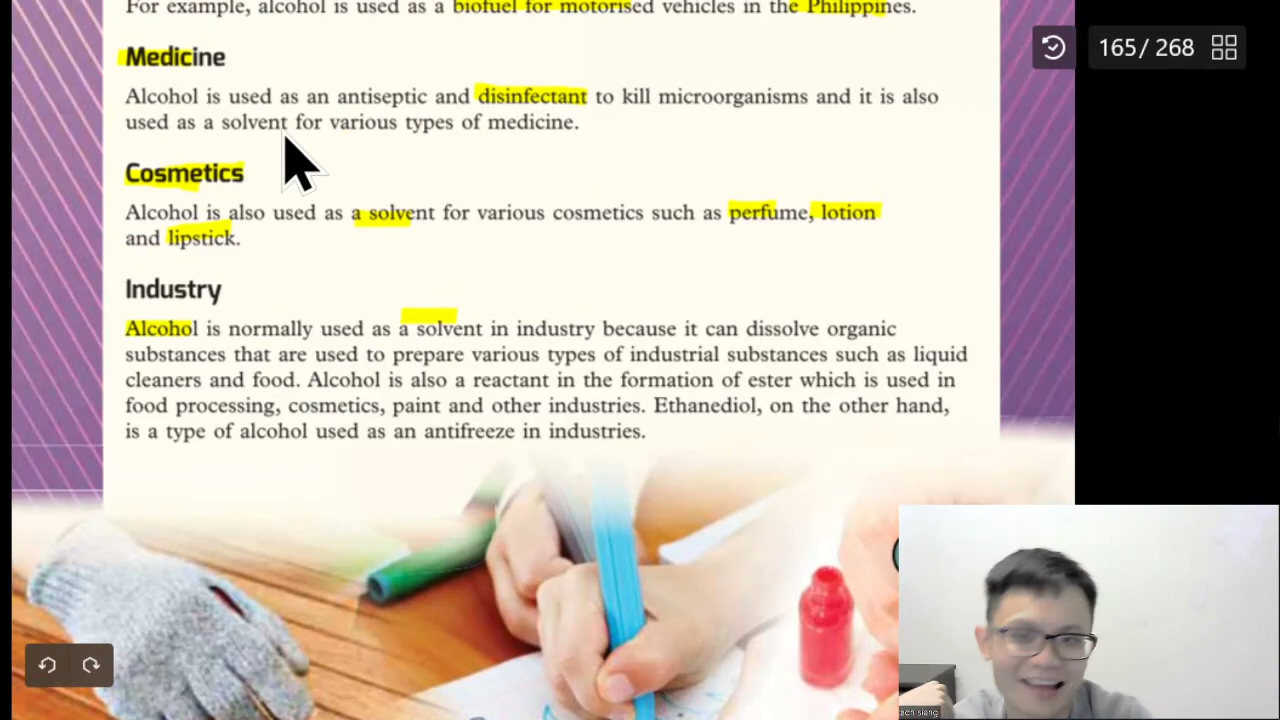 For example, alcohol is used as a biofuel for motorised vehicles in the Philippines.
165/ 268
Medicine
Alcohol is used as an antiseptic and disinfectant to kill microorganisms and it is also
used as a solvent for various types of medicine.
Cosmetics
Alcohol is also used as a solvent for various cosmetics such as perfume, lotion
and lipstick.
Industry
Alcohol is normally used as a solvent in industry because it can dissolve organic
substances that are used to prepare various types of industrial substances such as liquid
cleaners and food. Alcohol is also a reactant in the formation of ester which is used in
food processing, cosmetics, paint and other industries. Ethanediol, on the other hand,
is a type of alcohol used as an antifreeze in industries.
siang